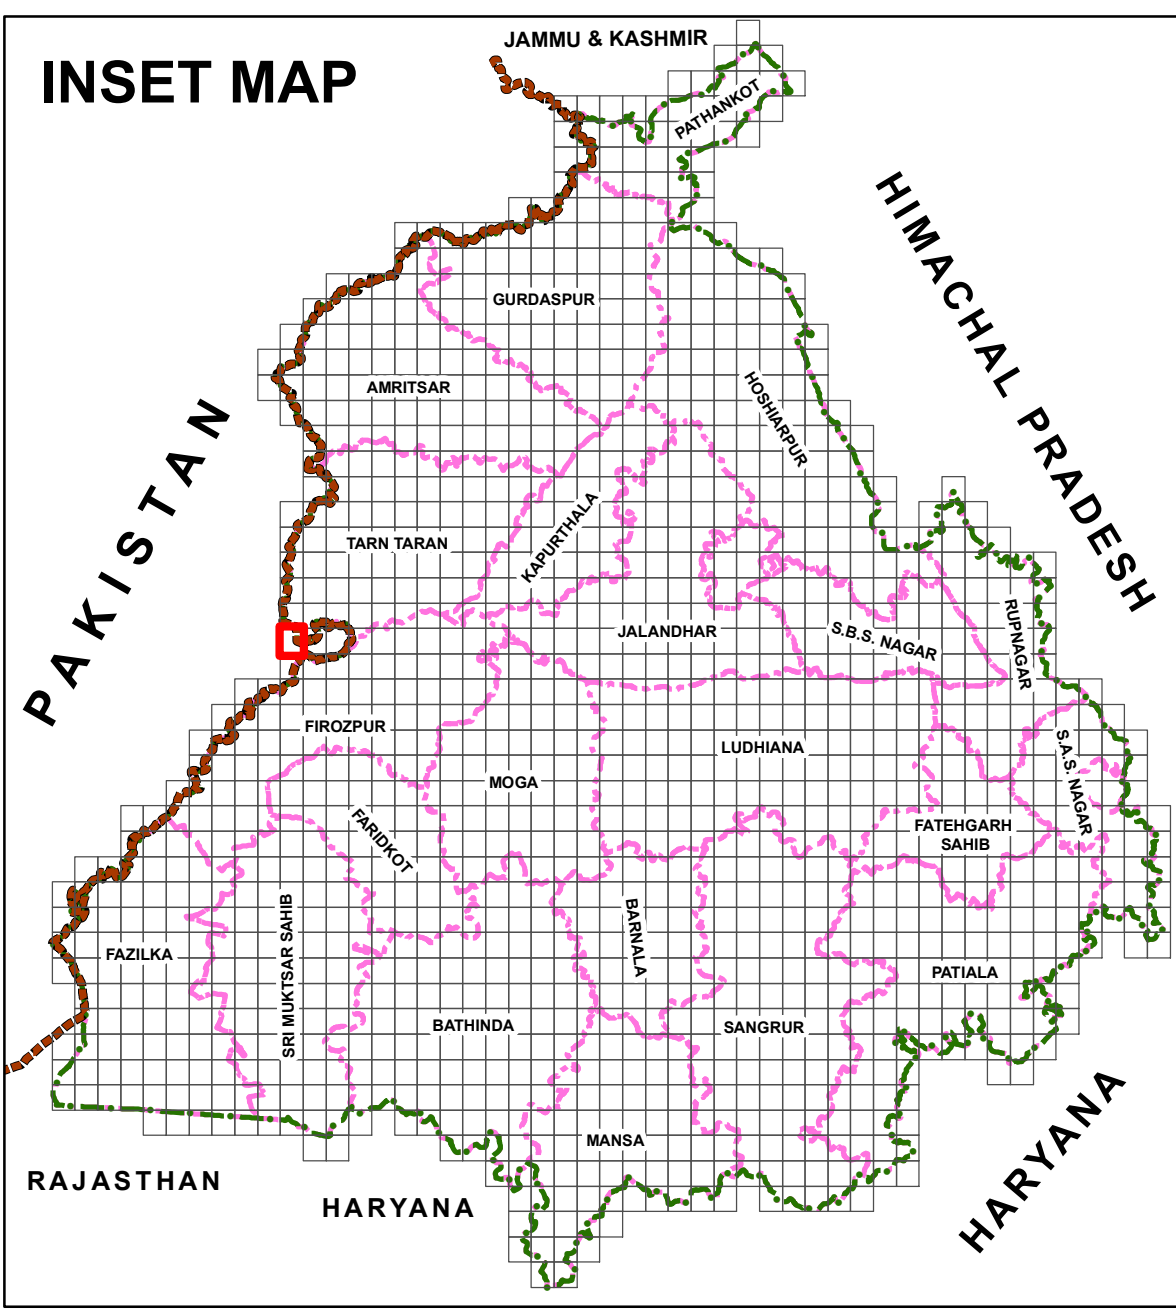 JAMMU & KASHMIR
INSET MAP
PATHANKOT
HIMACHAL PRADESH
GURDASPUR
AMRITSAR
HOSHIARPUR
PAKISTAN
KAPURTHALA
TARN TARAN
JALANDHAR
S.B.S. NAGAR
RUPNAGAR
FIROZPUR
LUDHIANA
S.A.S. NAGAR
MOGA
FARIDKOT
FATEHGARH
SAHIB
BARNALA
SRI MUKTSAR SAHIB
FAZILKA
PATIALA
BATHINDA
SANGRUR
MANSA
HARYANA
RAJASTHAN
HARYANA